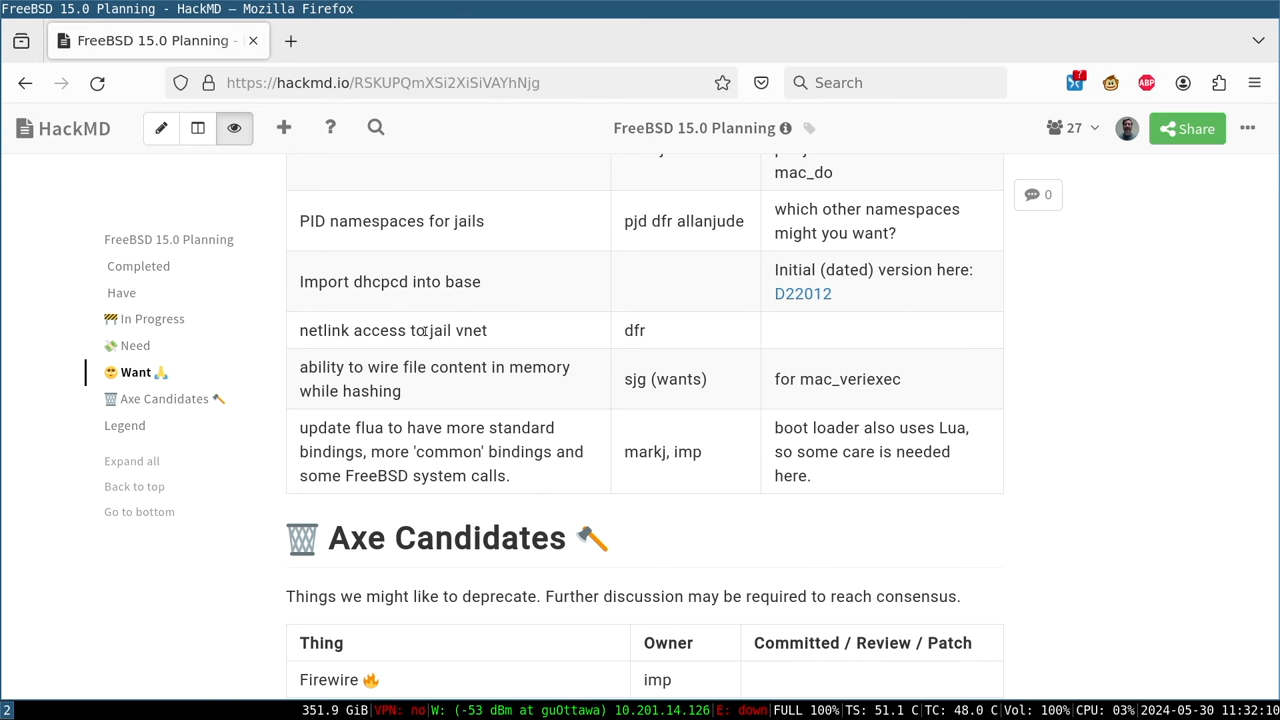 FreeBSD 15.0 Planning - HackMD — Mozilla Firefox
FreeBSD 15.0 Planning -
https://hackmd.io/RSKUPOmXSi2XiSiVAYhNjg
Search
7
ABP
HackMD
FreeBSD 15.0 Planning
27
Share
mac_do
PID namespaces for jails
pjd dfr allanjude
which other namespaces
might you want?
Import dhcpcd into base
Initial (dated) version here:
D22012
netlink access to jail vnet
dfr
ability to wire file content in memory
while hashing
sjg (wants)
for mac_veriexec
update flua to have more standard
bindings, more 'common' bindings and
some FreeBSD system calls.
markj, imp
boot loader also uses Lua,
so some care is needed
here.
0
FreeBSD 15.0 Planning
Completed
Have
🚧 In Progress
💸 Need
🥺 Want 🙏
🗑️ Axe Candidates 🪓
Legend
Expand all
Back to top
Go to bottom
🗑️ Axe Candidates 🪓
Things we might like to deprecate. Further discussion may be required to reach consensus.
Thing
Owner
Committed / Review / Patch
Firewire 🔥
imp
2
351.9 GiB|VPN: no|W: (-53 dBm at guOttawa) 10.201.14.126|E: down|FULL 100%|TS: 51.1 C|TC: 48.0 C|Vol: 100%|CPU: 03%|2024-05-30 11:32:10